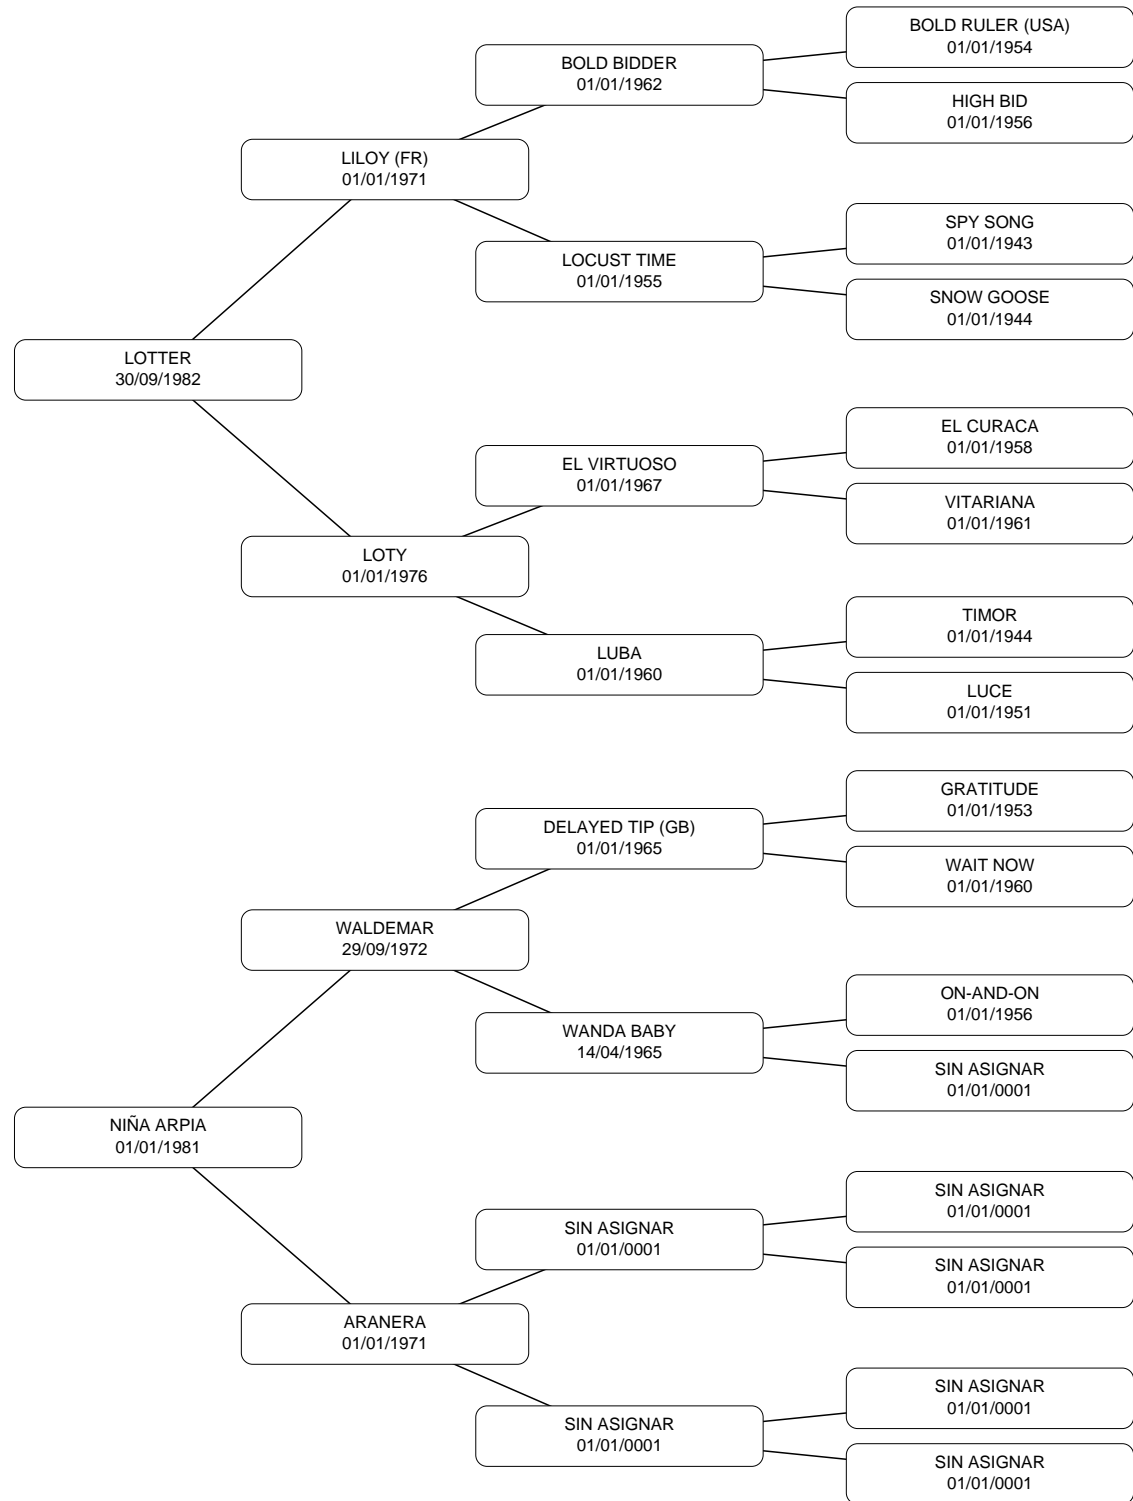 BOLD RULER (USA)
01/01/1954
BOLD BIDDER
01/01/1962
HIGH BID
01/01/1956
LILOY (FR)
01/01/1971
SPY SONG
01/01/1943
LOCUST TIME
01/01/1955
SNOW GOOSE
01/01/1944
LOTTER
30/09/1982
EL CURACA
01/01/1958
EL VIRTUOSO
01/01/1967
VITARIANA
01/01/1961
LOTY
01/01/1976
TIMOR
01/01/1944
LUBA
01/01/1960
LUCE
01/01/1951
GRATITUDE
01/01/1953
DELAYED TIP (GB)
01/01/1965
WAIT NOW
01/01/1960
WALDEMAR
29/09/1972
ON-AND-ON
01/01/1956
WANDA BABY
14/04/1965
SIN ASIGNAR
01/01/0001
NIÑA ARPIA
01/01/1981
SIN ASIGNAR
01/01/0001
SIN ASIGNAR
01/01/0001
SIN ASIGNAR
01/01/0001
ARANERA
01/01/1971
SIN ASIGNAR
01/01/0001
SIN ASIGNAR
01/01/0001
SIN ASIGNAR
01/01/0001